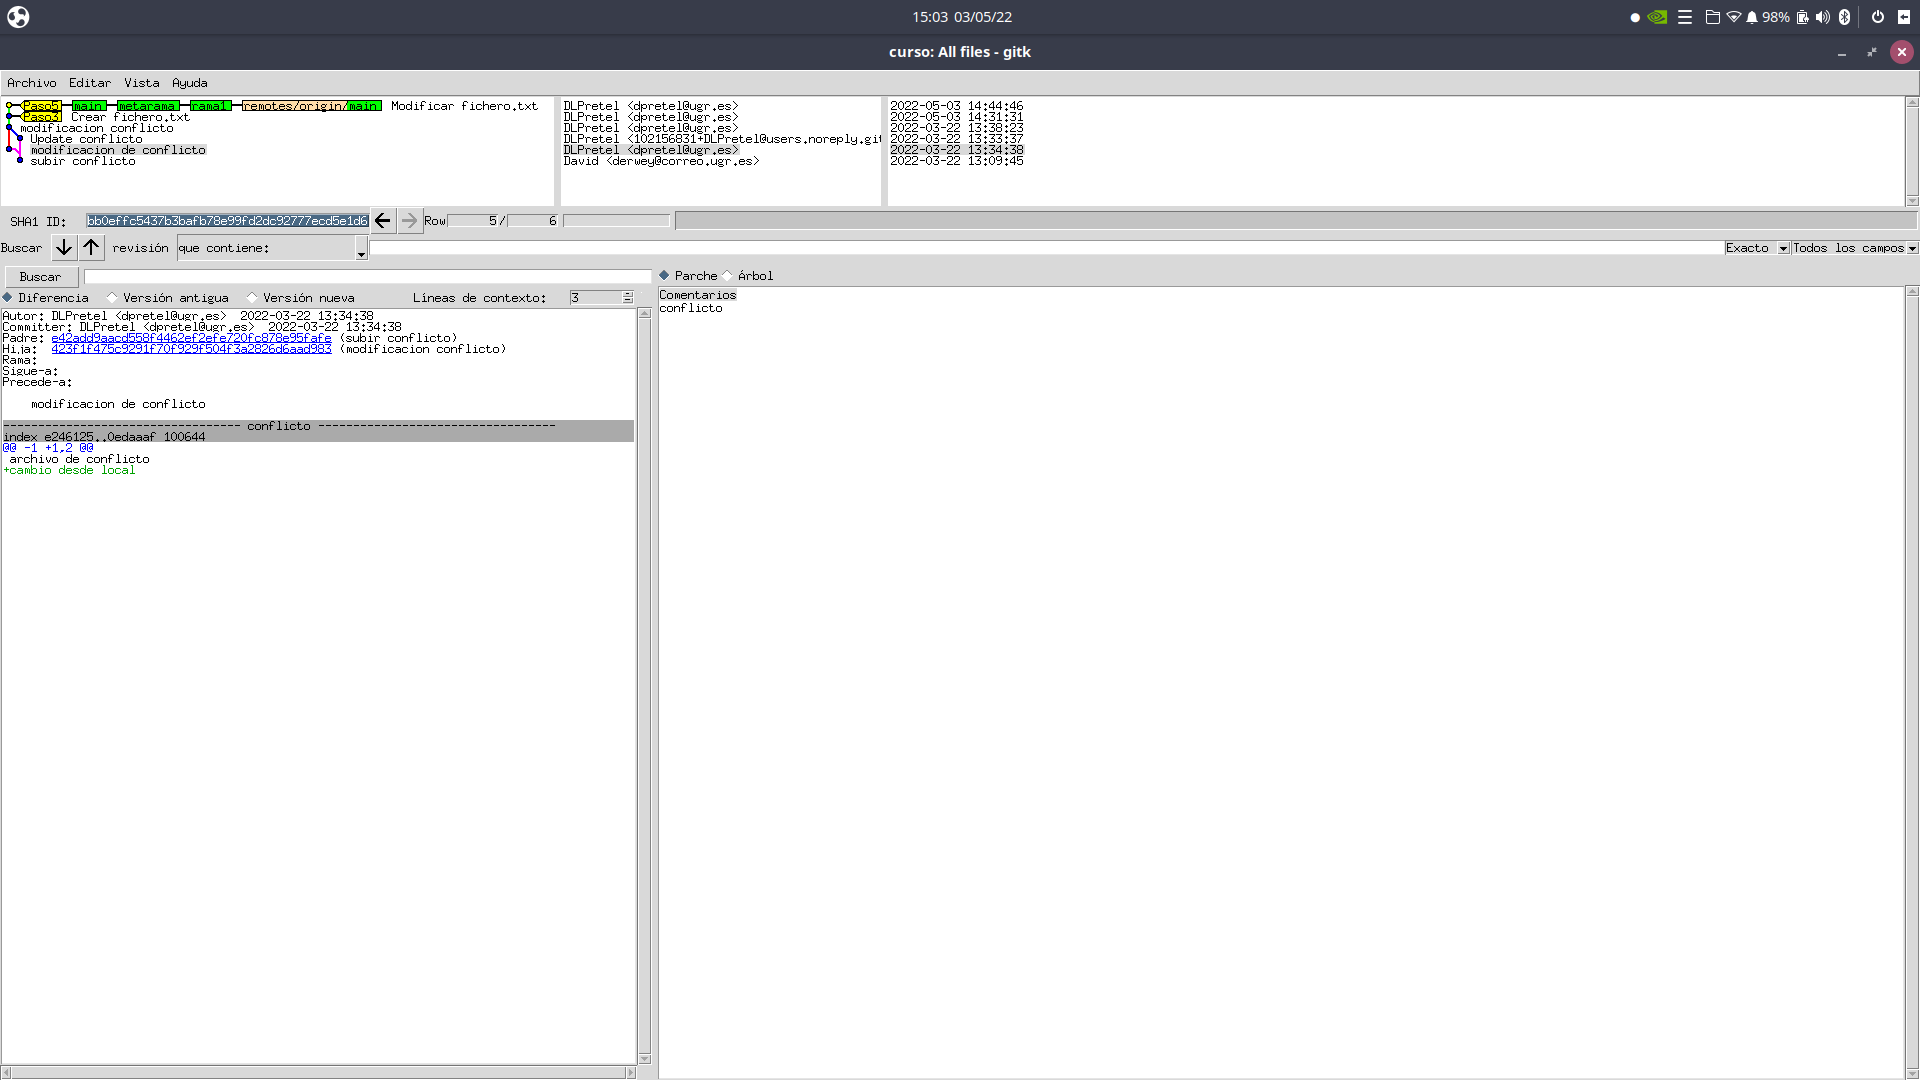 15:03 03/05/22
98%
curso: All files - gitk
Archivo Editar Vista Ayuda
Paso5 main metarama rama1 remotes/origin/main Modificar fichero.txt DLPretel <dpretel@ugr.es> 2022-05-03 14:44:46
Paso3 Crear fichero.txt DLPretel <dpretel@ugr.es> 2022-05-03 14:31:31
modificacion conflicto DLPretel <dpretel@ugr.es> 2022-03-22 13:38:23
Update conflicto DLPretel <102156831+DLPretel@users.noreply.git 2022-03-22 13:33:37
modificacion de conflicto DLPretel <dpretel@ugr.es> 2022-03-22 13:34:38
subir conflicto David <derwey@correo.ugr.es> 2022-03-22 13:09:45
SHA1 ID: bb0effc5437b3bafb78e99fd2dc92777ecd5e1d6 Row 5 / 6
Buscar revisión que contiene: Exacto Todos los campos
Buscar
Parche Árbol
Diferencia Versión antigua Versión nueva Líneas de contexto: 3
Comentarios
conflicto
Autor: DLPretel <dpretel@ugr.es> 2022-03-22 13:34:38
Committer: DLPretel <dpretel@ugr.es> 2022-03-22 13:34:38
Padre: e42add9aacd558f4462ef2efe720fc878e95fafe (subir conflicto)
Hija: 423f1f475c9291f70f929f504f3a2826d6aad983 (modificacion conflicto)
Rama:
Sigue-a:
Precede-a:
modificacion de conflicto
---------------------------------- conflicto ----------------------------------
index e246125..0edaaaf 100644
@@ -1 +1,2 @@
archivo de conflicto
+cambio desde local